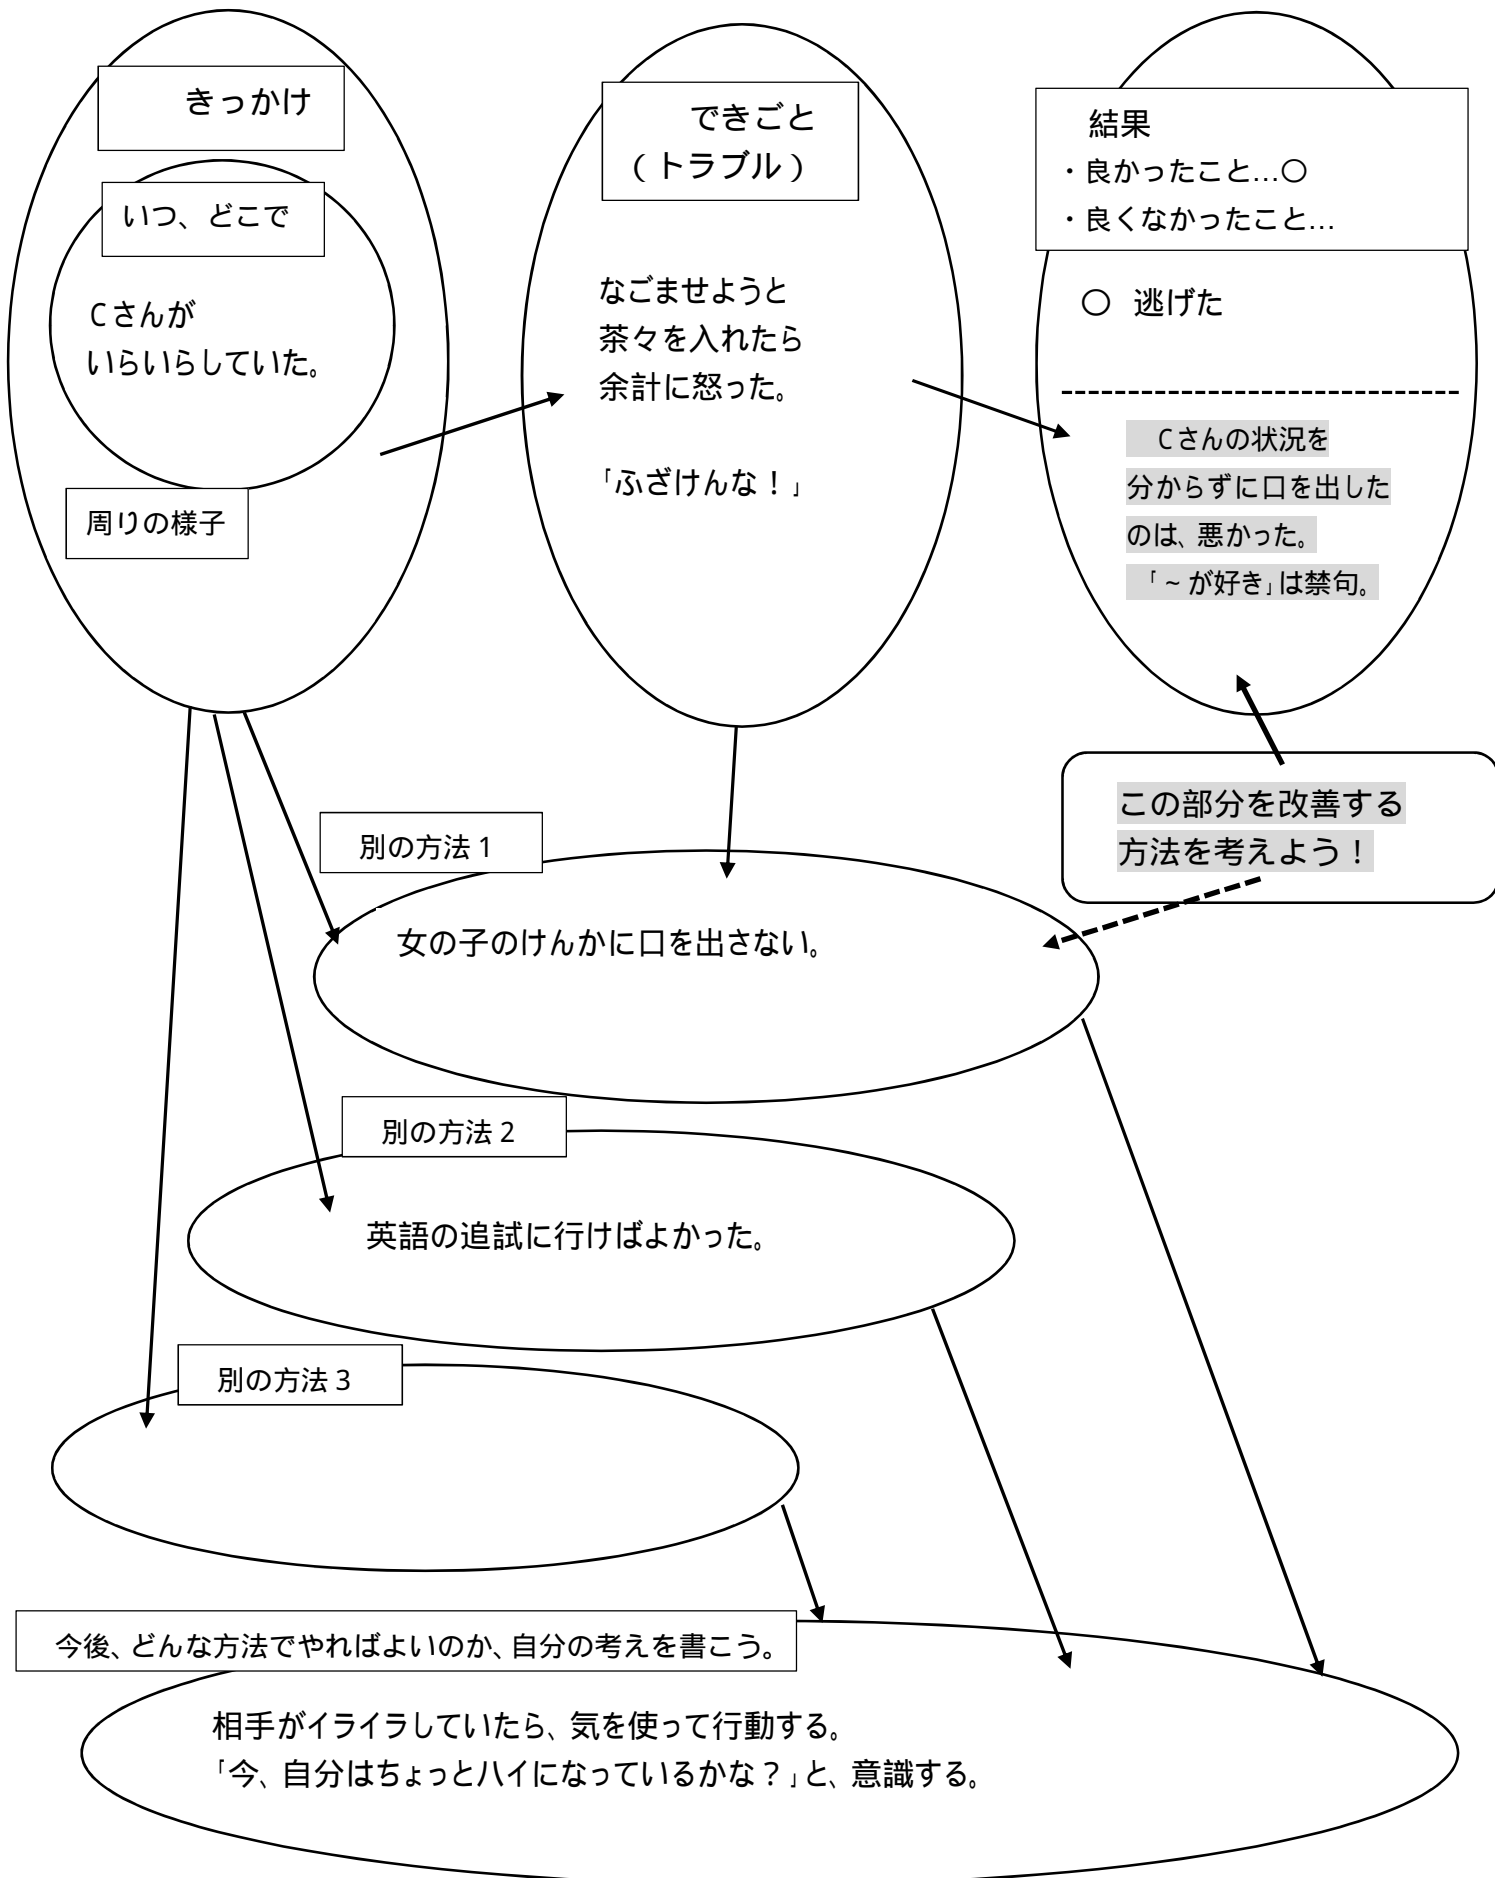 きっかけ
いつ、どこで
Cさんが
いらいらしていた。
周りの様子
できごと
(トラブル)
なごませようと
茶々を入れたら
余計に怒った。
「ふざけんな!」
結果
・良かったこと…○
・良くなかったこと…
○ 逃げた
Cさんの状況を
分からずに口を出した
のは、悪かった。
「~が好き」は禁句。
この部分を改善する
方法を考えよう!
別の方法1
女の子のけんかに口を出さない。
別の方法2
英語の追試に行けばよかった。
別の方法3
今後、どんな方法でやればよいのか、自分の考えを書こう。
相手がイライラしていたら、気を使って行動する。
「今、自分はちょっとハイになっているかな?」と、意識する。